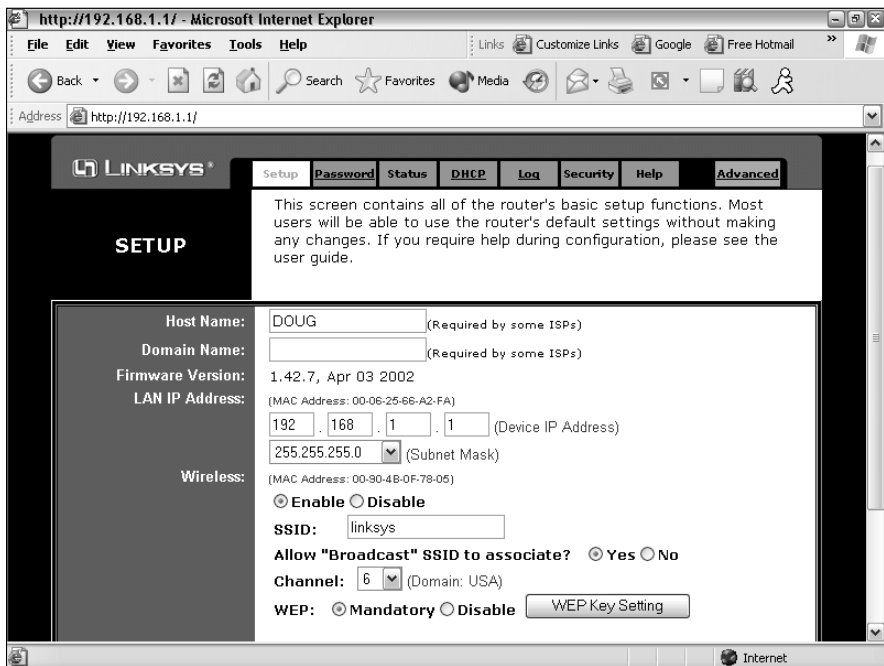 http://192.168.1.1/ - Microsoft Internet Explorer
File Edit View Favorites Tools Help Links Customize Links Google Free Hotmail »
Back Search Favorites Media
Address http://192.168.1.1/
LINKSYS® Setup Password Status DHCP Log Security Help Advanced
SETUP
This screen contains all of the router's basic setup functions. Most
users will be able to use the router's default settings without making
any changes. If you require help during configuration, please see the
user guide.
Host Name: DOUG (Required by some ISPs)
Domain Name: (Required by some ISPs)
Firmware Version: 1.42.7, Apr 03 2002
LAN IP Address: (MAC Address: 00-06-25-66-A2-FA)
192 . 168 . 1 . 1 (Device IP Address)
255.255.255.0 (Subnet Mask)
Wireless: (MAC Address: 00-90-4B-0F-78-05)
Enable Disable
SSID: linksys
Allow "Broadcast" SSID to associate? Yes No
Channel: 6 (Domain: USA)
WEP: Mandatory Disable WEP Key Setting
Internet